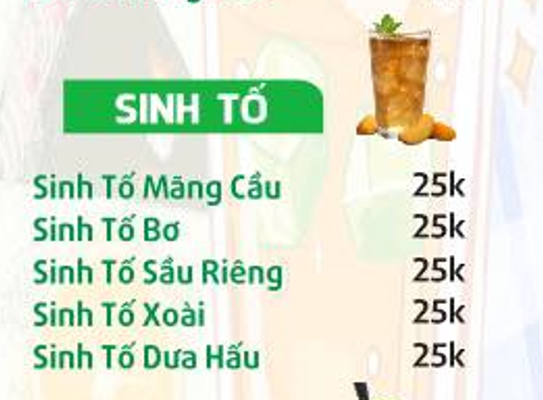 SINH TỐ
Sinh Tố Mãng Cầu 25k
Sinh Tố Bơ 25k
Sinh Tố Sầu Riêng 25k
Sinh Tố Xoài 25k
Sinh Tố Dưa Hấu 25k